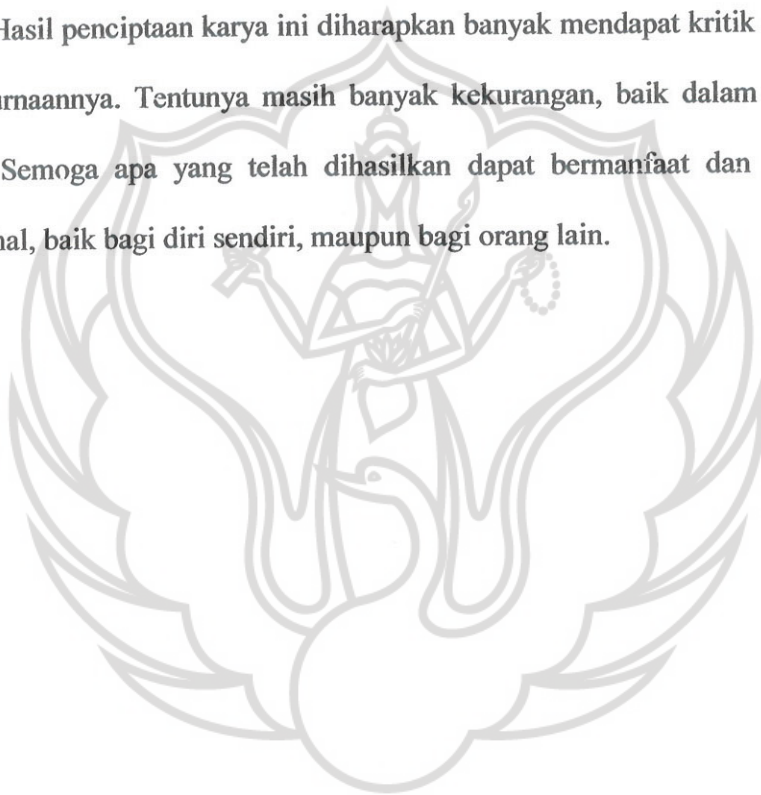 Hasil penciptaan karya ini diharapkan banyak mendapat kritik
urnaannya. Tentunya masih banyak kekurangan, baik dalam
Semoga apa yang telah dihasilkan dapat bermanfaat dan
nal, baik bagi diri sendiri, maupun bagi orang lain.